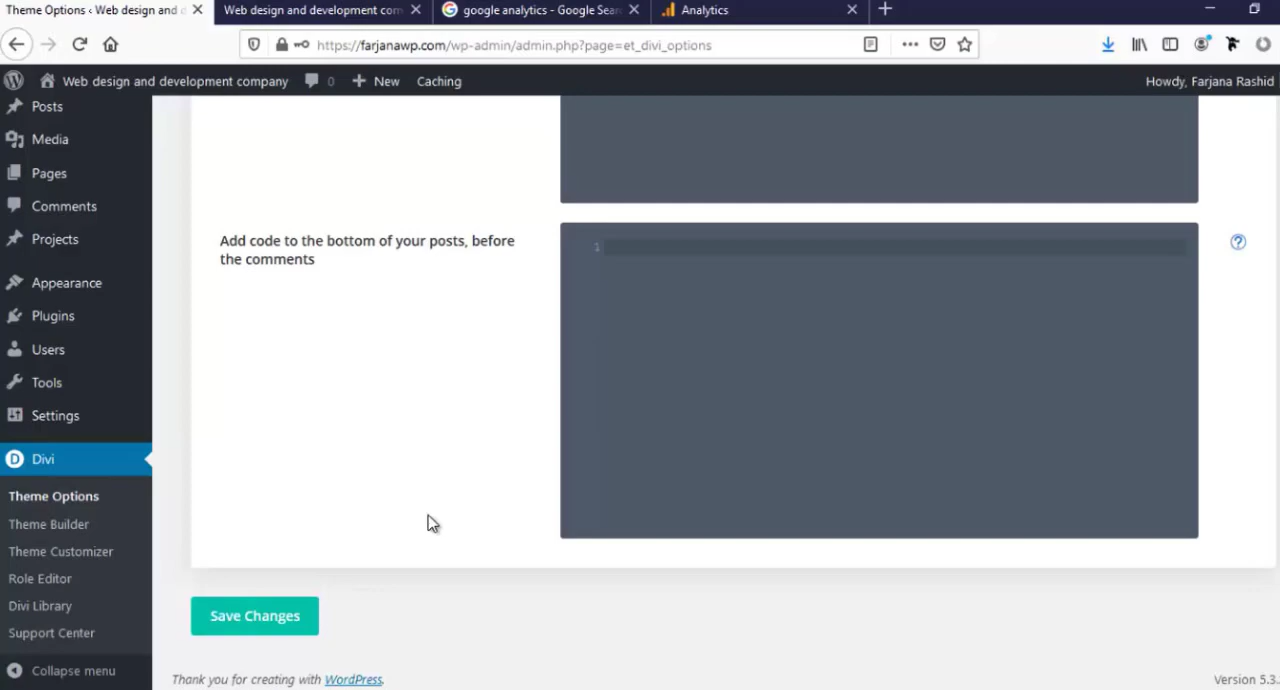 Theme Options ‹ Web design and d
Web design and development com
google analytics - Google Sear
Analytics
https://farjanawp.com/wp-admin/admin.php?page=et_divi_options
Web design and development company
0
New
Caching
Howdy, Farjana Rashid
Posts
Media
Pages
Comments
Projects
Appearance
Plugins
Users
Tools
Settings
Divi
Theme Options
Theme Builder
Theme Customizer
Role Editor
Divi Library
Support Center
Collapse menu
Add code to the bottom of your posts, before
the comments
1
Save Changes
Thank you for creating with WordPress.
Version 5.3.